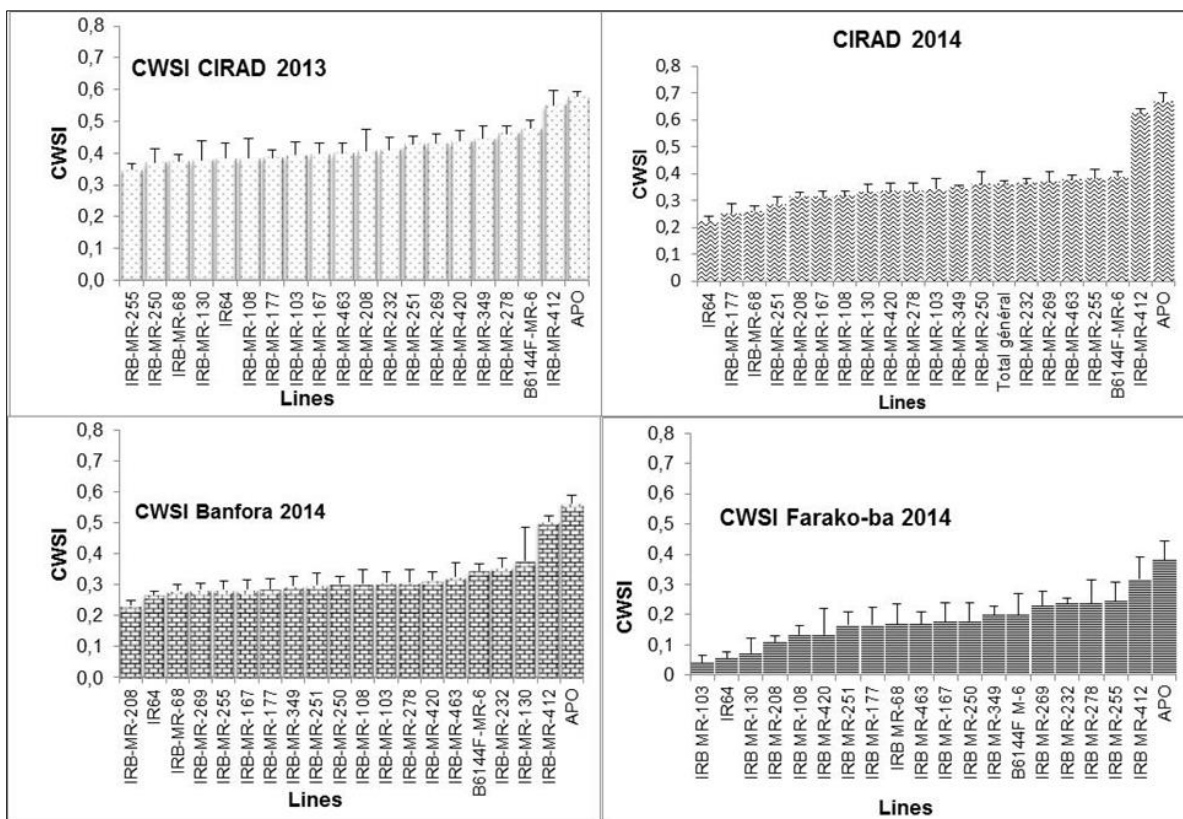 CWSI CIRAD 2013
CWSI
0,8
0,7
0,6
0,5
0,4
0,3
0,2
0,1
0,0
IRB-MR-255
IRB-MR-250
IRB-MR-68
IRB-MR-130
IR64
IRB-MR-108
IRB-MR-177
IRB-MR-103
IRB-MR-167
IRB-MR-463
IRB-MR-208
IRB-MR-232
IRB-MR-251
IRB-MR-269
IRB-MR-420
IRB-MR-349
IRB-MR-278
B6144F-MR-6
IRB-MR-412
APO
Lines
CIRAD 2014
CWSI
0,8
0,7
0,6
0,5
0,4
0,3
0,2
0,1
0
IR64
IRB-MR-177
IRB-MR-68
IRB-MR-251
IRB-MR-208
IRB-MR-167
IRB-MR-108
IRB-MR-130
IRB-MR-420
IRB-MR-278
IRB-MR-103
IRB-MR-349
IRB-MR-250
Total général
IRB-MR-232
IRB-MR-269
IRB-MR-463
IRB-MR-255
B6144F-MR-6
IRB-MR-412
APO
Lines
CWSI Banfora 2014
CWSI
0,8
0,7
0,6
0,5
0,4
0,3
0,2
0,1
0,0
IRB-MR-208
IR64
IRB-MR-68
IRB-MR-269
IRB-MR-255
IRB-MR-167
IRB-MR-177
IRB-MR-349
IRB-MR-251
IRB-MR-250
IRB-MR-108
IRB-MR-103
IRB-MR-278
IRB-MR-420
IRB-MR-463
B6144F-MR-6
IRB-MR-232
IRB-MR-130
IRB-MR-412
APO
Lines
CWSI Farako-ba 2014
CWSI
0,8
0,7
0,6
0,5
0,4
0,3
0,2
0,1
0
IRB MR-103
IR64
IRB MR-130
IRB MR-208
IRB MR-108
IRB MR-420
IRB MR-251
IRB MR-177
IRB MR-68
IRB MR-463
IRB MR-167
IRB MR-250
IRB MR-349
B6144F M-6
IRB MR-269
IRB MR-232
IRB MR-278
IRB MR-255
IRB MR-412
APO
Lines